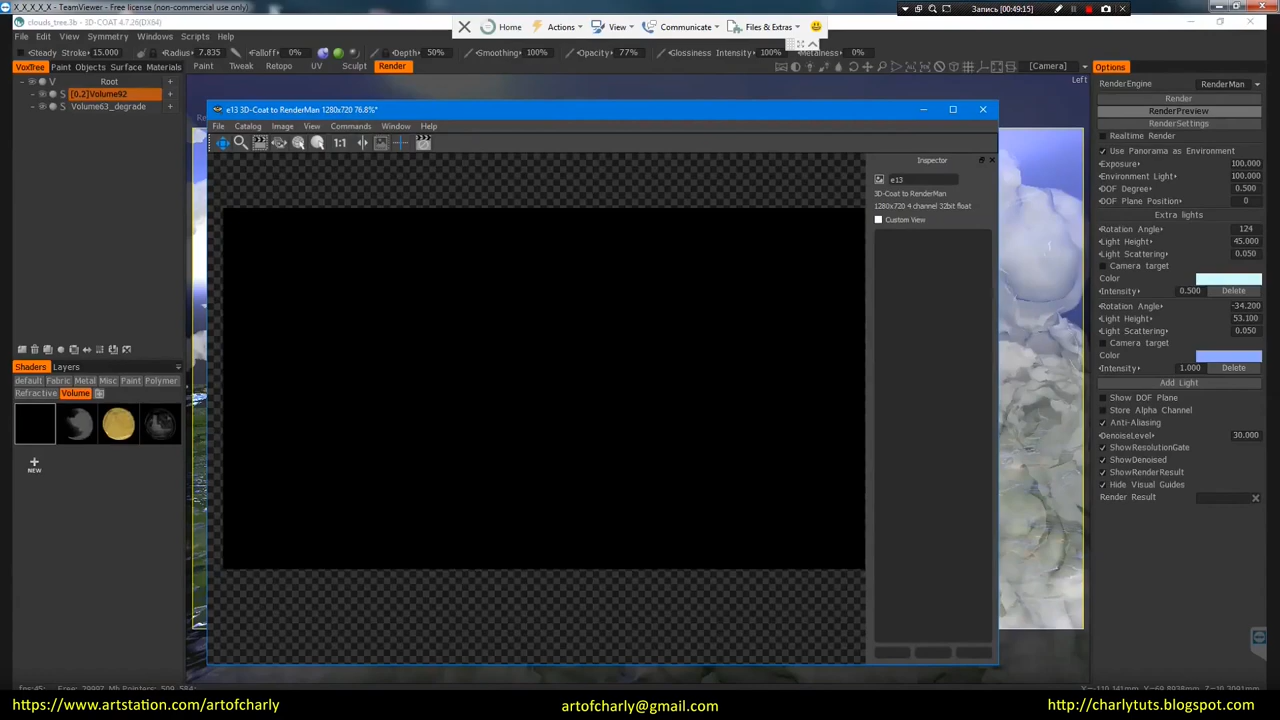 X_X_X_X_X - TeamViewer - Free license (non-commercial use only)
Запись (00:49:15)
clouds_tree.3b - 3D-COAT 4.7.26(DX64)
Home Actions View Communicate Files & Extras
File Edit View Symmetry Windows Scripts Help
Steady Stroke 15.000 Radius 7.835 Falloff 0% Depth 50% Smoothing 100% Opacity 77% Glossiness Intensity 100% Metalness 0%
VoxTree Paint Objects Surface Materials
Paint Tweak Retopo UV Sculpt Render
[Camera]
Options
V Root
S [0.2]Volume92
S Volume63_degrade
Left
e13 3D-Coat to RenderMan 1280x720 76.8%*
File Catalog Image View Commands Window Help
1:1
Inspector
e13
3D-Coat to RenderMan
1280x720 4 channel 32bit float
Custom View
RenderEngine RenderMan
Render
RenderPreview
RenderSettings
Realtime Render
Use Panorama as Environment
Exposure 100.000
Environment Light 100.000
DOF Degree 0.500
DOF Plane Position 0
Extra lights
Rotation Angle 124
Light Height 45.000
Light Scattering 0.050
Camera target
Color
Intensity 0.500 Delete
Rotation Angle -34.200
Light Height 53.100
Light Scattering 0.050
Camera target
Color
Intensity 1.000 Delete
Add Light
Show DOF Plane
Store Alpha Channel
Anti-Aliasing
DenoiseLevel 30.000
ShowResolutionGate
ShowDenoised
ShowRenderResult
Hide Visual Guides
Render Result
Shaders Layers
default Fabric Metal Misc Paint Polymer
Refractive Volume
NEW
https://www.artstation.com/artofcharly
artofcharly@gmail.com
http://charlytuts.blogspot.com